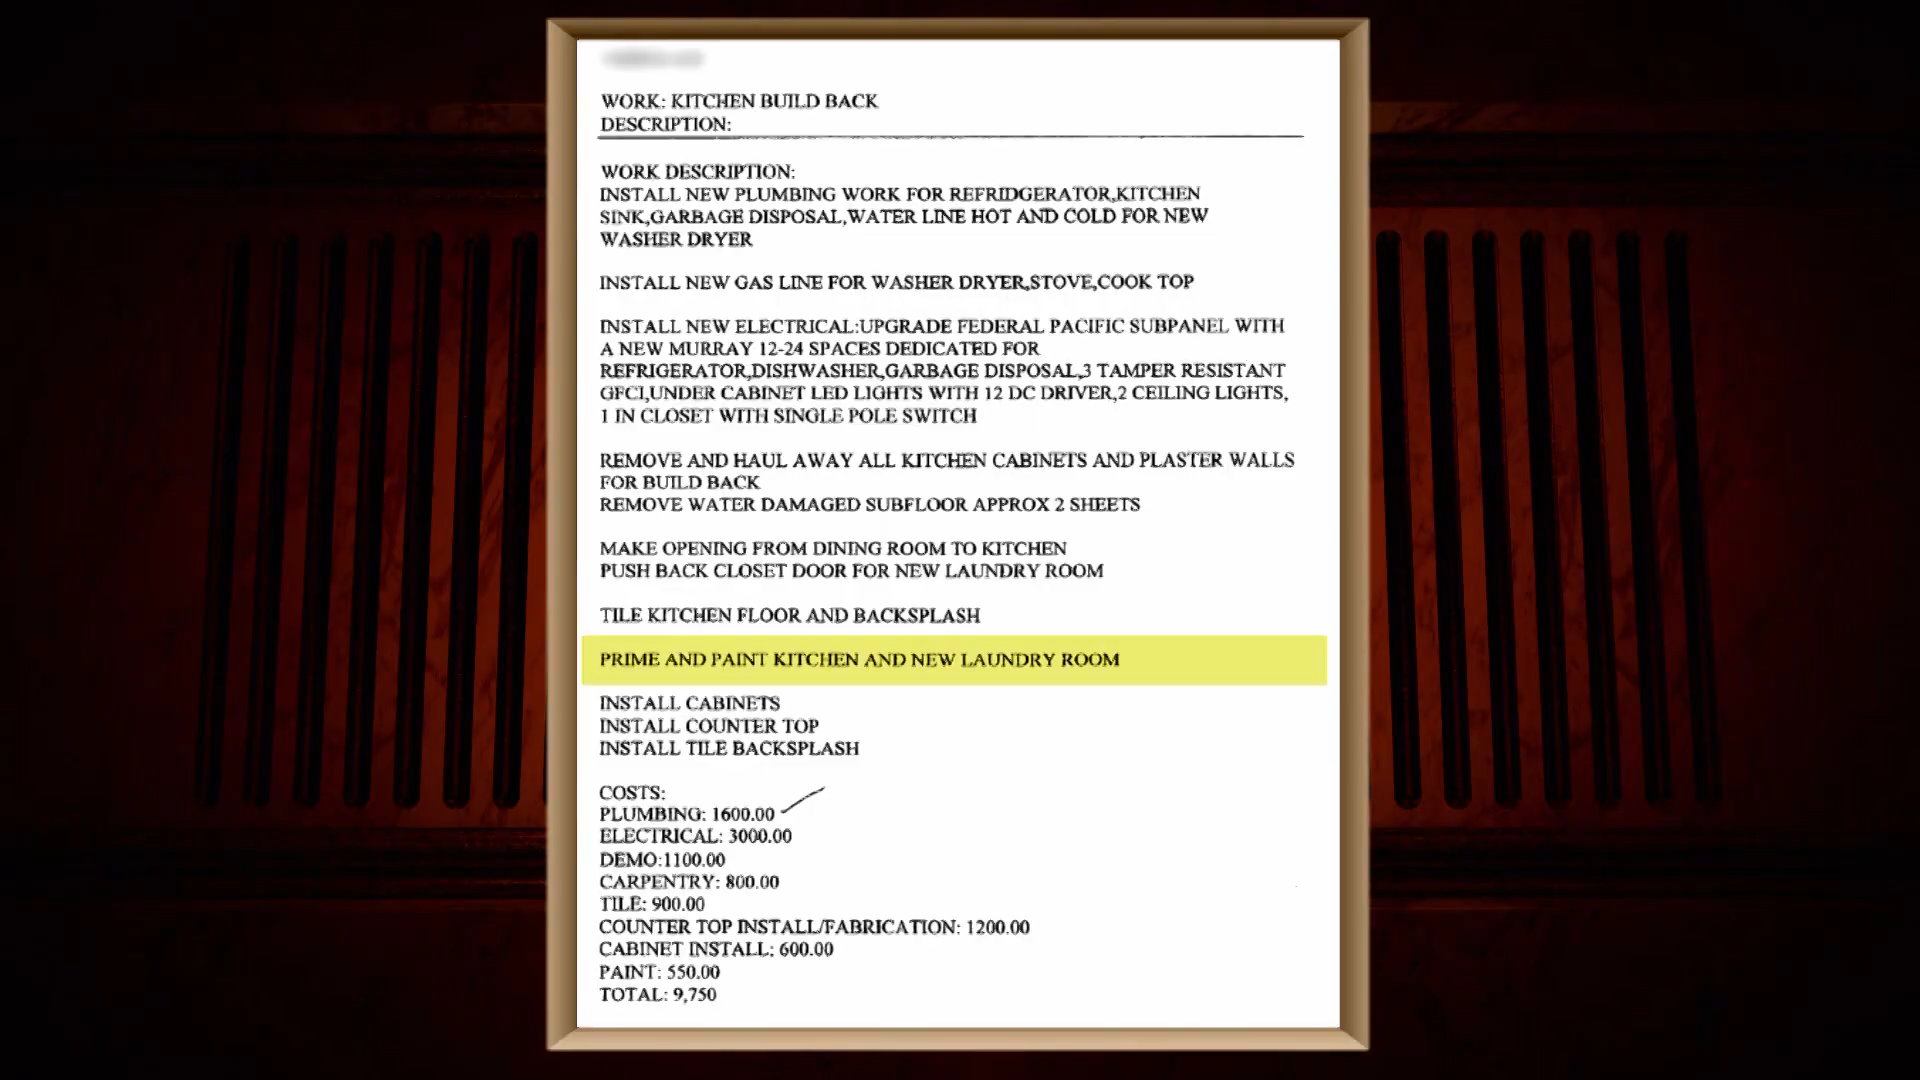 WORK: KITCHEN BUILD BACK
DESCRIPTION:
WORK DESCRIPTION:
INSTALL NEW PLUMBING WORK FOR REFRIDGERATOR,KITCHEN
SINK,GARBAGE DISPOSAL,WATER LINE HOT AND COLD FOR NEW
WASHER DRYER
INSTALL NEW GAS LINE FOR WASHER DRYER,STOVE,COOK TOP
INSTALL NEW ELECTRICAL:UPGRADE FEDERAL PACIFIC SUBPANEL WITH
A NEW MURRAY 12-24 SPACES DEDICATED FOR
REFRIGERATOR,DISHWASHER,GARBAGE DISPOSAL,3 TAMPER RESISTANT
GFCI,UNDER CABINET LED LIGHTS WITH 12 DC DRIVER,2 CEILING LIGHTS,
1 IN CLOSET WITH SINGLE POLE SWITCH
REMOVE AND HAUL AWAY ALL KITCHEN CABINETS AND PLASTER WALLS
FOR BUILD BACK
REMOVE WATER DAMAGED SUBFLOOR APPROX 2 SHEETS
MAKE OPENING FROM DINING ROOM TO KITCHEN
PUSH BACK CLOSET DOOR FOR NEW LAUNDRY ROOM
TILE KITCHEN FLOOR AND BACKSPLASH
PRIME AND PAINT KITCHEN AND NEW LAUNDRY ROOM
INSTALL CABINETS
INSTALL COUNTER TOP
INSTALL TILE BACKSPLASH
COSTS:
PLUMBING: 1600.00
ELECTRICAL: 3000.00
DEMO:1100.00
CARPENTRY: 800.00
TILE: 900.00
COUNTER TOP INSTALL/FABRICATION: 1200.00
CABINET INSTALL: 600.00
PAINT: 550.00
TOTAL: 9,750